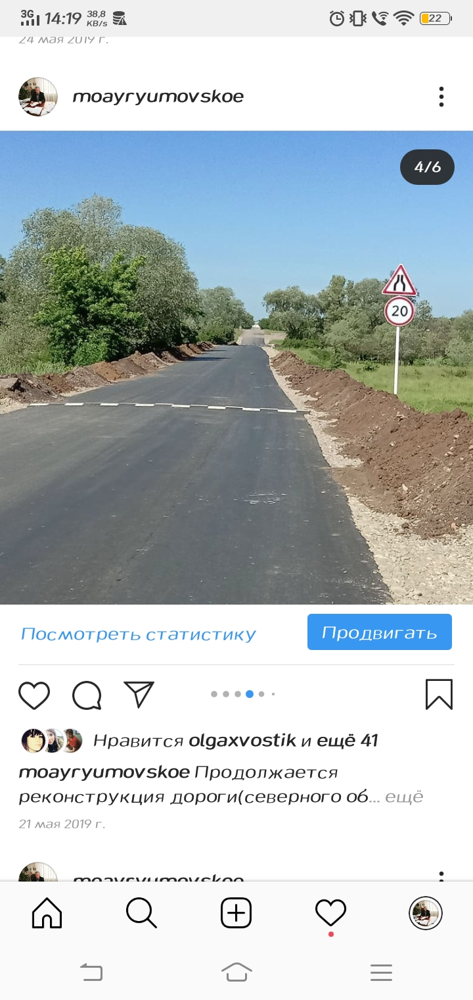 3G 14:19 38,8 KB/s 22
24 мая 2019 г.
moayryumovskoe
4/6
20
Посмотреть статистику Продвигать
Нравится olgaxvostik и ещё 41
moayryumovskoe Продолжается
реконструкция дороги(северного об... ещё
21 мая 2019 г.
moayryumovskoe